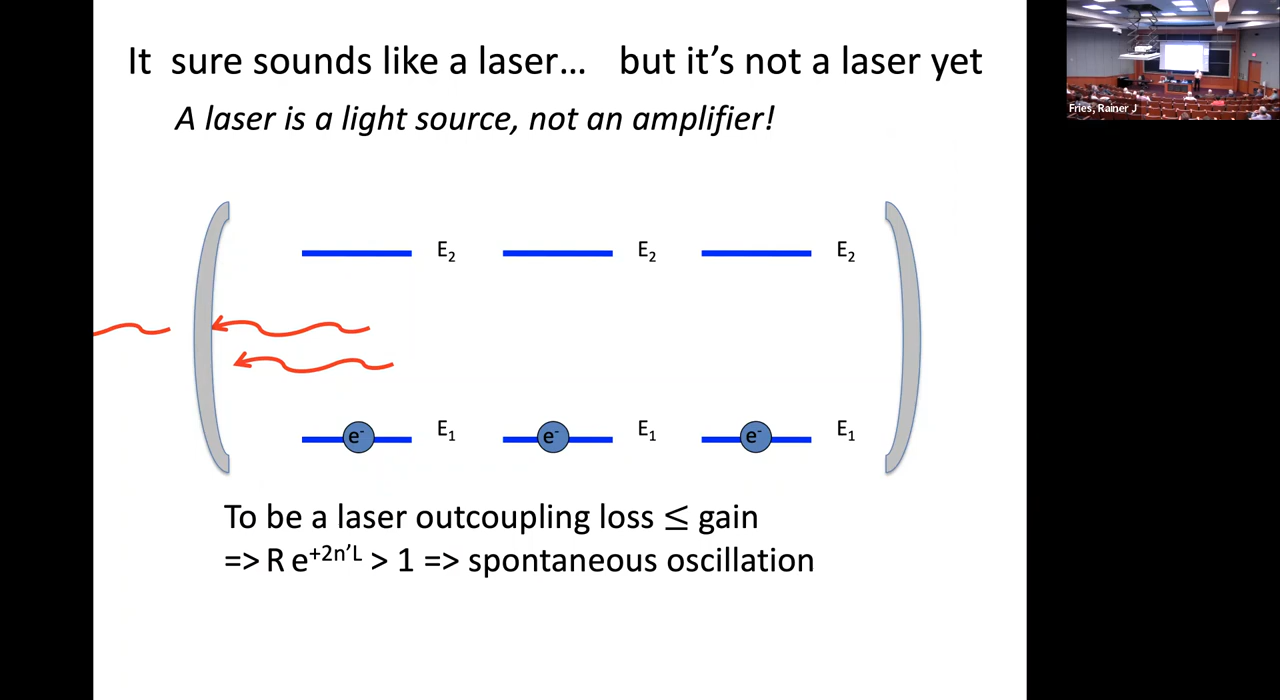 It sure sounds like a laser… but it’s not a laser yet
A laser is a light source, not an amplifier!
Fries, Rainer J
E₂ E₂ E₂
e⁻ E₁ e⁻ E₁ e⁻ E₁
To be a laser outcoupling loss ≤ gain
=> R e⁺²ⁿ’ᴸ > 1 => spontaneous oscillation